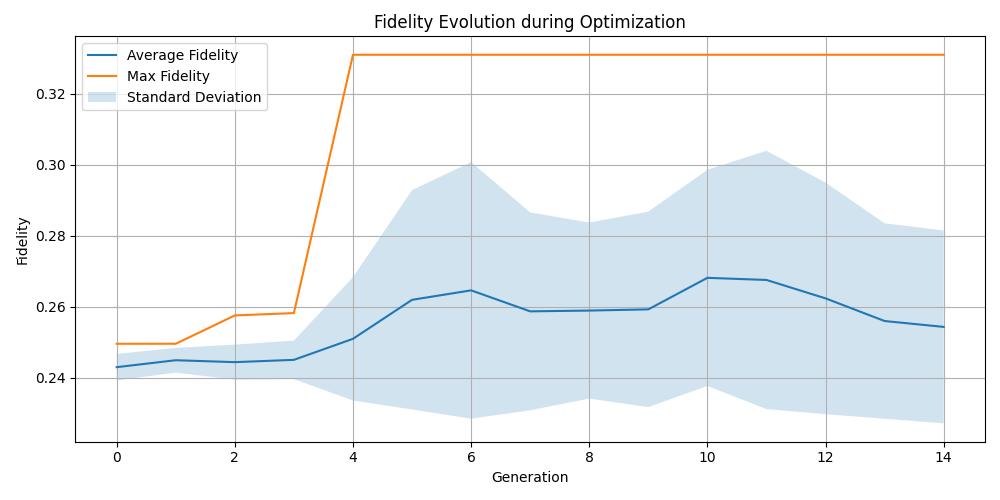 Fidelity Evolution during Optimization
Average Fidelity
Max Fidelity
Standard Deviation
Fidelity
0.32
0.30
0.28
0.26
0.24
0 2 4 6 8 10 12 14
Generation